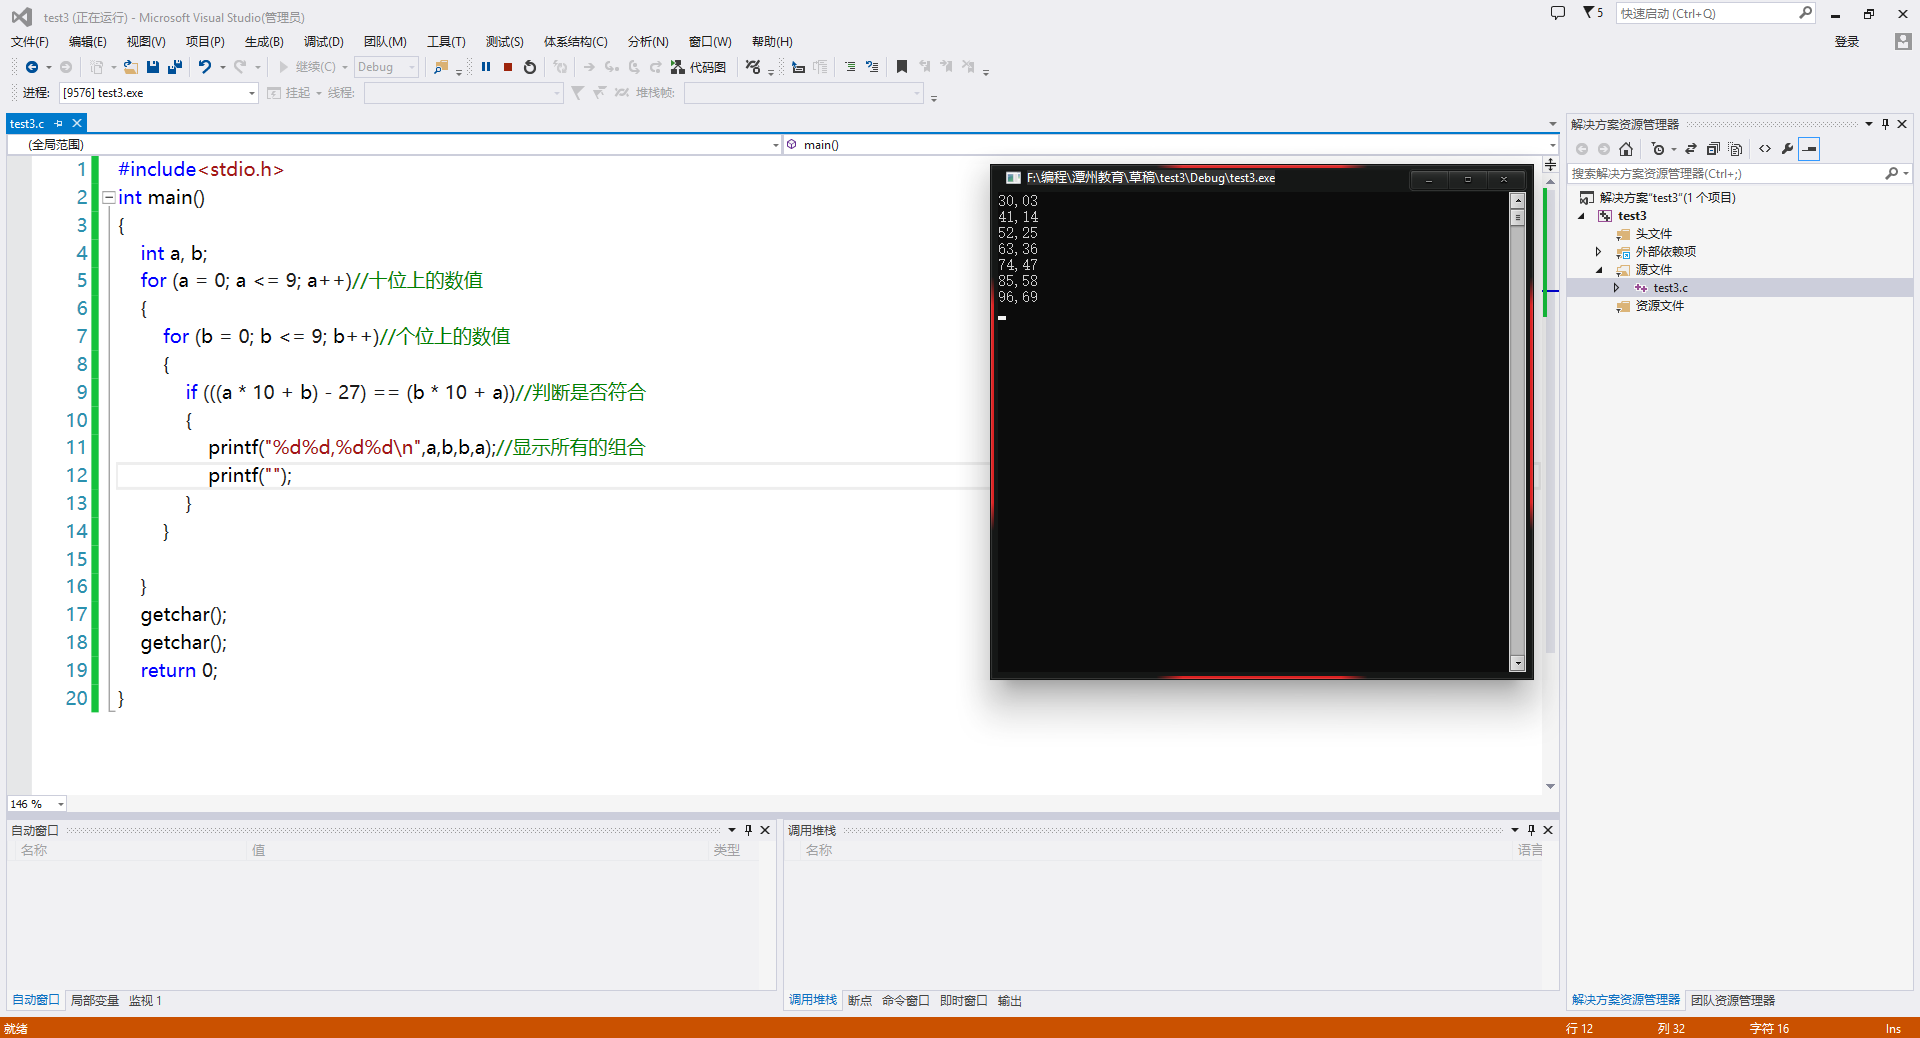 test3 (正在运行) - Microsoft Visual Studio(管理员)
5
快速启动 (Ctrl+Q)
文件(F) 编辑(E) 视图(V) 项目(P) 生成(B) 调试(D) 团队(M) 工具(T) 测试(S) 体系结构(C) 分析(N) 窗口(W) 帮助(H)
登录
继续(C) Debug 代码图
进程: [9576] test3.exe 挂起 线程: 堆栈帧:
test3.c
(全局范围) main()
1 #include<stdio.h>
2 int main()
3 {
4 int a, b;
5 for (a = 0; a <= 9; a++)//十位上的数值
6 {
7 for (b = 0; b <= 9; b++)//个位上的数值
8 {
9 if (((a * 10 + b) - 27) == (b * 10 + a))//判断是否符合
10 {
11 printf("%d%d,%d%d\n",a,b,b,a);//显示所有的组合
12 printf("");
13 }
14 }
15
16 }
17 getchar();
18 getchar();
19 return 0;
20 }
F:\编程\潭州教育\草稿\test3\Debug\test3.exe
30,03
41,14
52,25
63,36
74,47
85,58
96,69
解决方案资源管理器
搜索解决方案资源管理器(Ctrl+;)
解决方案"test3"(1 个项目)
test3
头文件
外部依赖项
源文件
test3.c
资源文件
146 %
自动窗口
名称 值 类型
调用堆栈
名称 语言
自动窗口 局部变量 监视 1
调用堆栈 断点 命令窗口 即时窗口 输出
解决方案资源管理器 团队资源管理器
就绪 行 12 列 32 字符 16 Ins